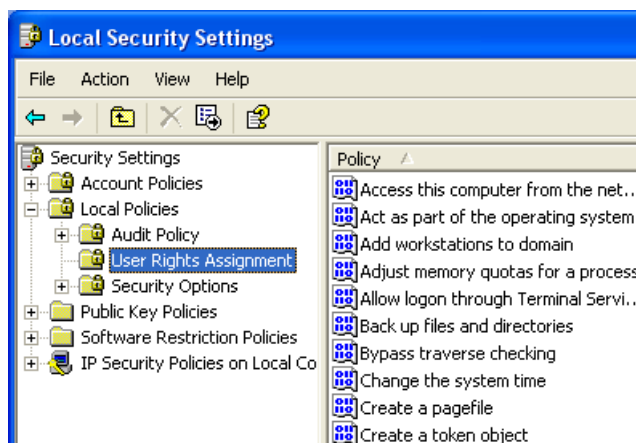 Local Security Settings
File Action View Help
Security Settings
Account Policies
Local Policies
Audit Policy
User Rights Assignment
Security Options
Public Key Policies
Software Restriction Policies
IP Security Policies on Local Co
Policy
Access this computer from the net...
Act as part of the operating system
Add workstations to domain
Adjust memory quotas for a process
Allow logon through Terminal Servi...
Back up files and directories
Bypass traverse checking
Change the system time
Create a pagefile
Create a token object